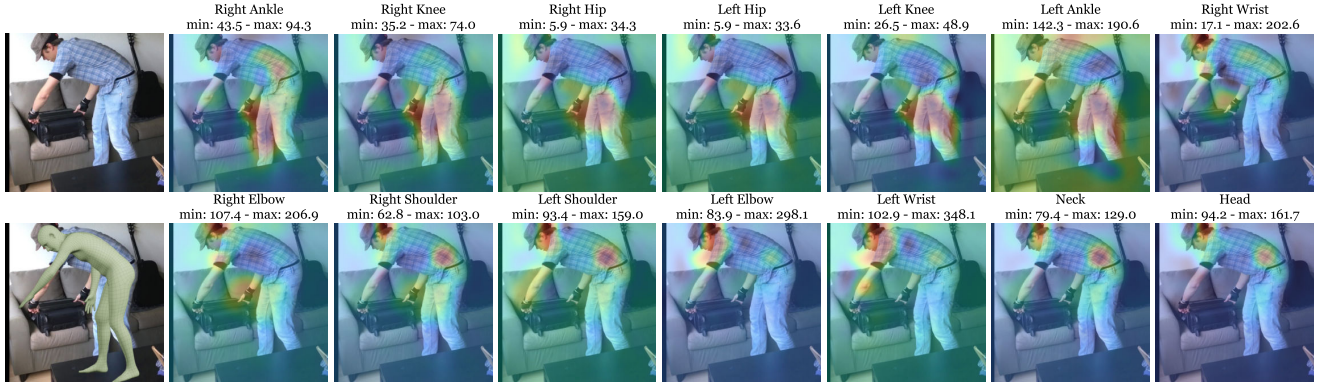 Right Ankle
min: 43.5 - max: 94.3
Right Knee
min: 35.2 - max: 74.0
Right Hip
min: 5.9 - max: 34.3
Left Hip
min: 5.9 - max: 33.6
Left Knee
min: 26.5 - max: 48.9
Left Ankle
min: 142.3 - max: 190.6
Right Wrist
min: 17.1 - max: 202.6
Right Elbow
min: 107.4 - max: 206.9
Right Shoulder
min: 62.8 - max: 103.0
Left Shoulder
min: 93.4 - max: 159.0
Left Elbow
min: 83.9 - max: 298.1
Left Wrist
min: 102.9 - max: 348.1
Neck
min: 79.4 - max: 129.0
Head
min: 94.2 - max: 161.7